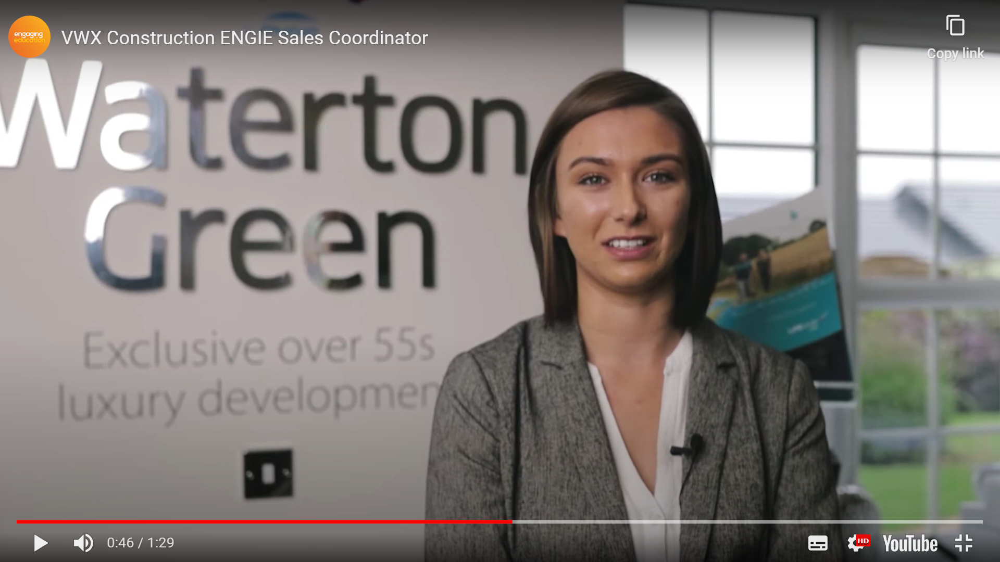 engaging
education
VWX Construction ENGIE Sales Coordinator
Copy link
Waterton
Green
Exclusive over 55s
luxury developmen
0:46 / 1:29
HD
YouTube